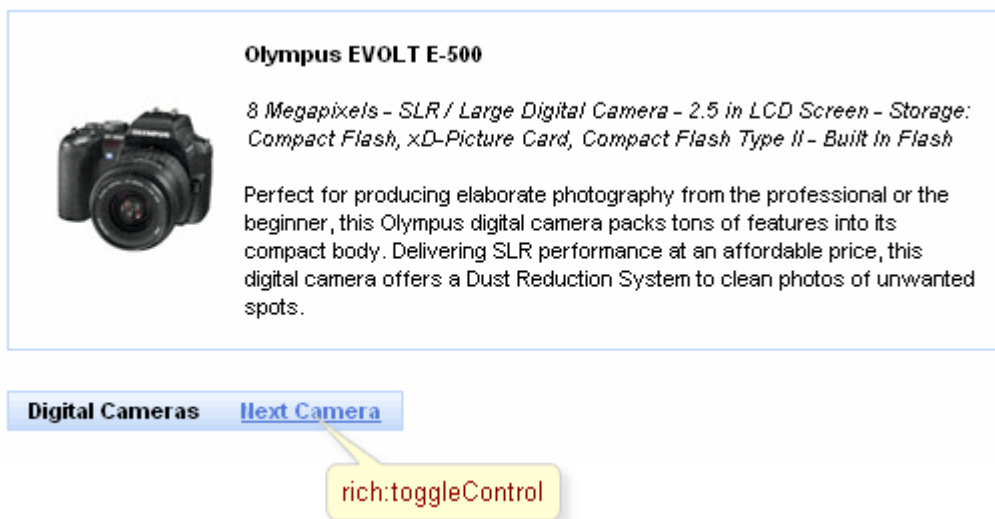 Olympus EVOLT E-500
8 Megapixels - SLR / Large Digital Camera - 2.5 in LCD Screen - Storage:
Compact Flash, xD-Picture Card, Compact Flash Type II - Built In Flash
Perfect for producing elaborate photography from the professional or the
beginner, this Olympus digital camera packs tons of features into its
compact body. Delivering SLR performance at an affordable price, this
digital camera offers a Dust Reduction System to clean photos of unwanted
spots.
OLYMPUS
Digital Cameras Next Camera
rich:toggleControl